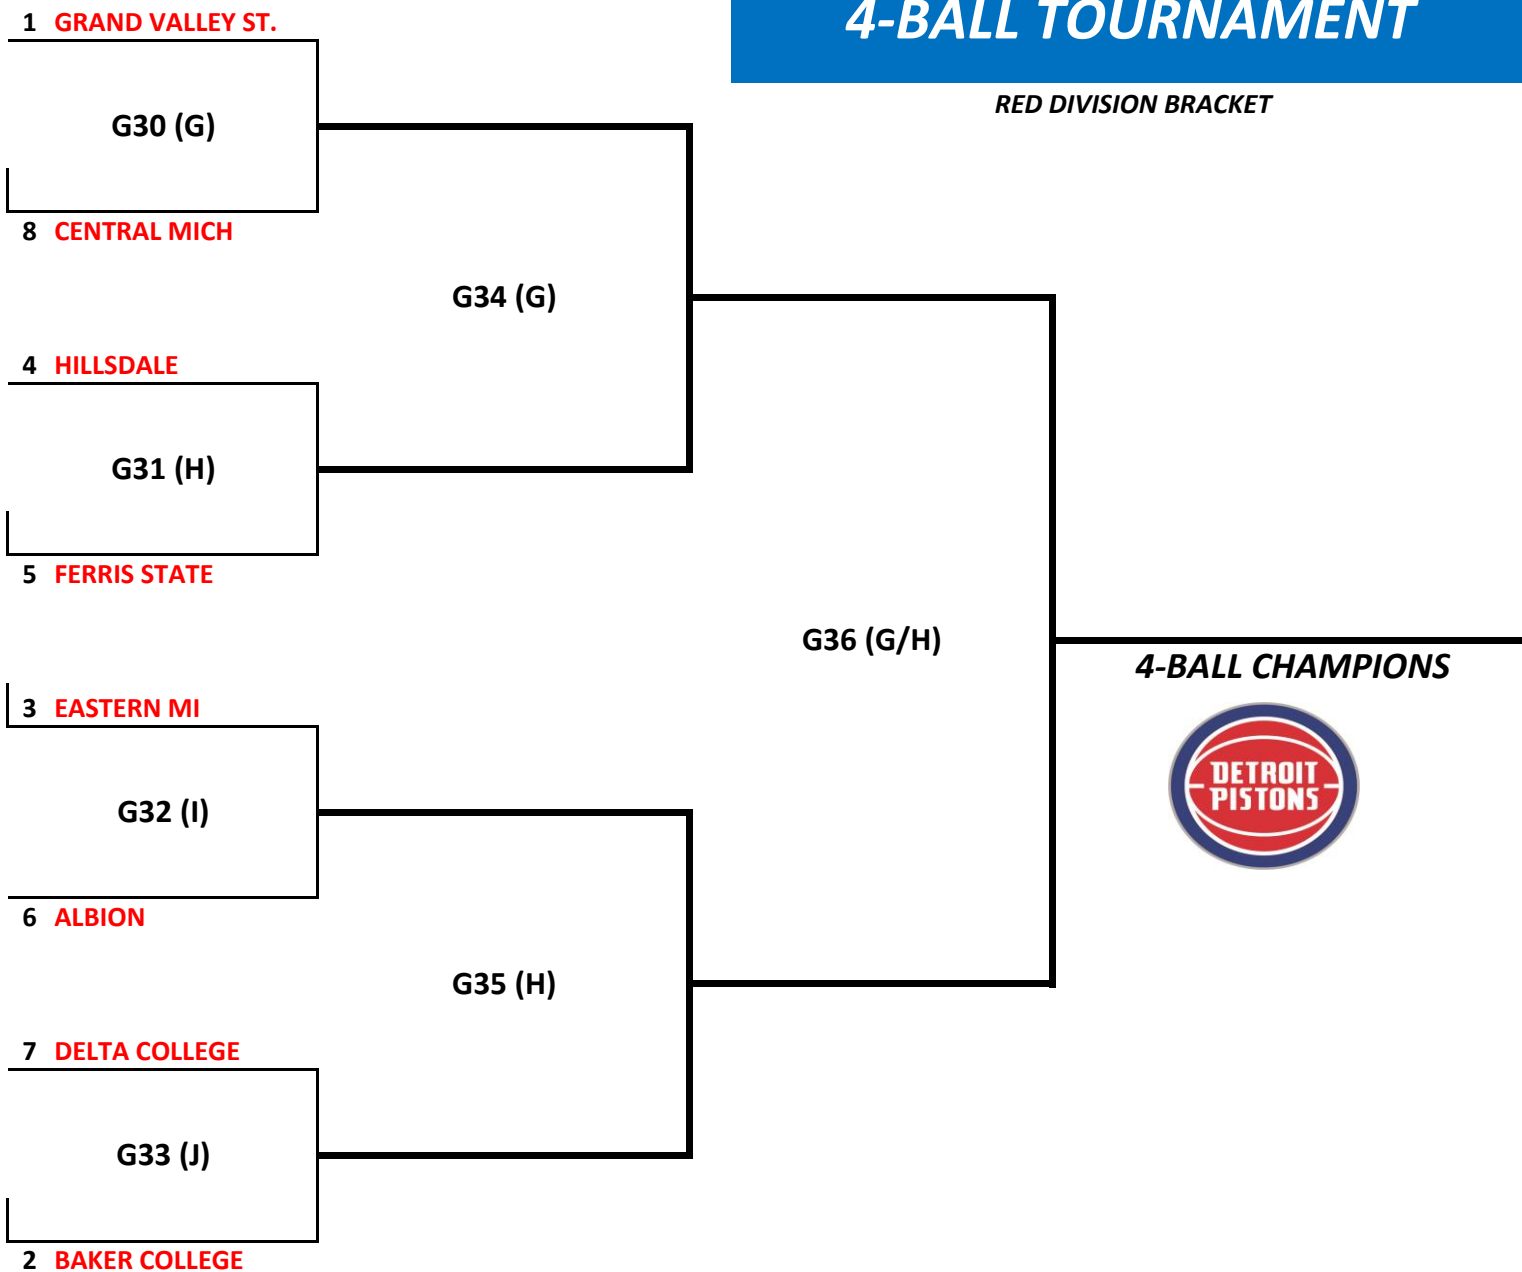 4-BALL TOURNAMENT
RED DIVISION BRACKET
1 GRAND VALLEY ST.
G30 (G)
8 CENTRAL MICH
G34 (G)
4 HILLSDALE
G31 (H)
5 FERRIS STATE
G36 (G/H)
4-BALL CHAMPIONS
3 EASTERN MI
DETROIT
PISTONS
G32 (I)
6 ALBION
G35 (H)
7 DELTA COLLEGE
G33 (J)
2 BAKER COLLEGE